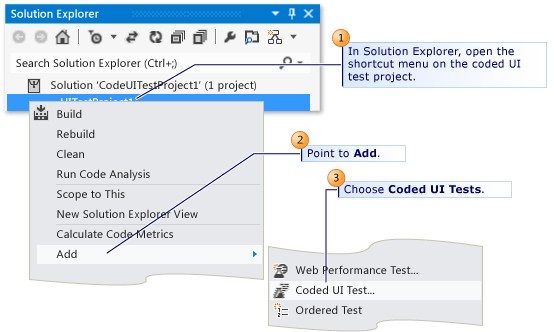 Solution Explorer
Search Solution Explorer (Ctrl+;)
Solution 'CodeUITestProject1' (1 project)
UITestProject1
Build
Rebuild
Clean
Run Code Analysis
Scope to This
New Solution Explorer View
Calculate Code Metrics
Add
1
In Solution Explorer, open the
shortcut menu on the coded UI
test project.
2
Point to Add.
3
Choose Coded UI Tests.
Web Performance Test...
Coded UI Test...
Ordered Test